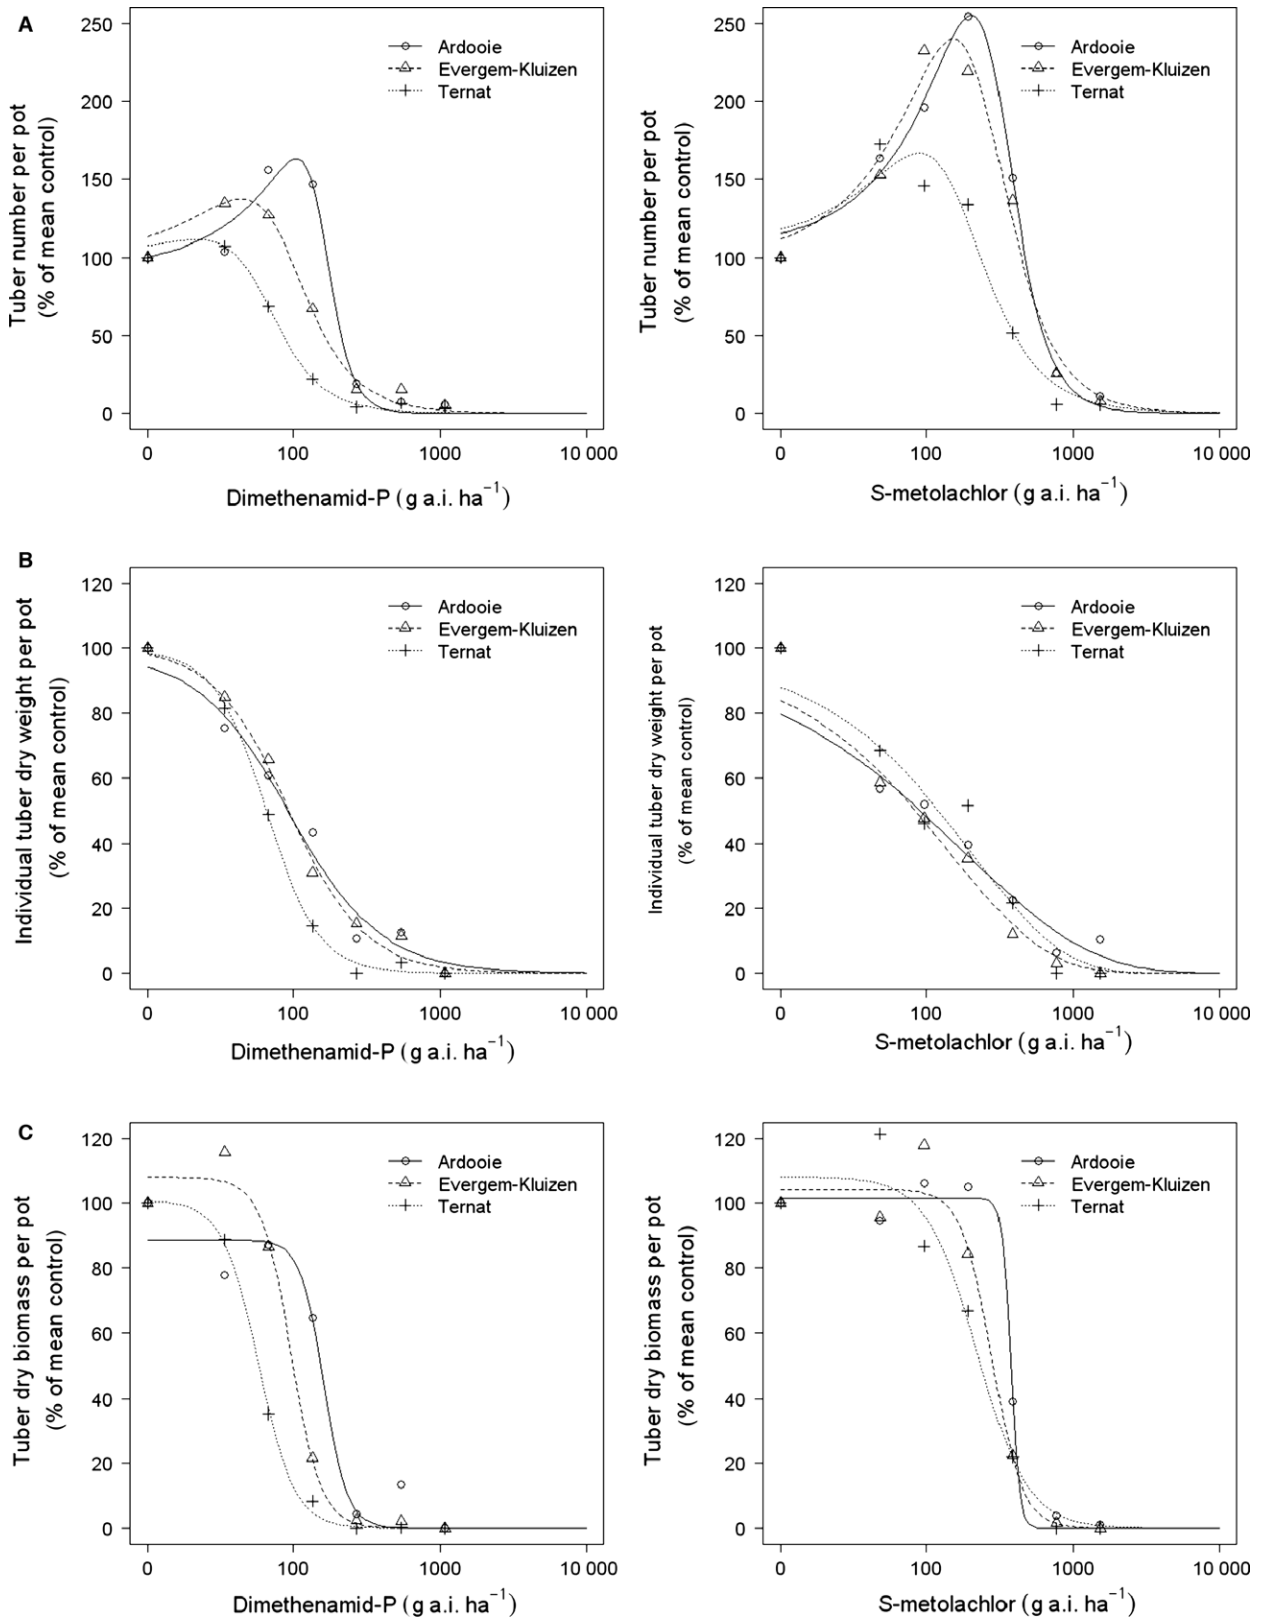 A
Tuber number per pot
(% of mean control)
250
200
150
100
50
0
Ardooie
Evergem-Kluizen
Ternat
0 100 1000 10 000
Dimethenamid-P (g a.i. ha⁻¹)
Tuber number per pot
(% of mean control)
250
200
150
100
50
0
Ardooie
Evergem-Kluizen
Ternat
0 100 1000 10 000
S-metolachlor (g a.i. ha⁻¹)
B
Individual tuber dry weight per pot
(% of mean control)
120
100
80
60
40
20
0
Ardooie
Evergem-Kluizen
Ternat
0 100 1000 10 000
Dimethenamid-P (g a.i. ha⁻¹)
Individual tuber dry weight per pot
(% of mean control)
120
100
80
60
40
20
0
Ardooie
Evergem-Kluizen
Ternat
0 100 1000 10 000
S-metolachlor (g a.i. ha⁻¹)
C
Tuber dry biomass per pot
(% of mean control)
120
100
80
60
40
20
0
Ardooie
Evergem-Kluizen
Ternat
0 100 1000 10 000
Dimethenamid-P (g a.i. ha⁻¹)
Tuber dry biomass per pot
(% of mean control)
120
100
80
60
40
20
0
Ardooie
Evergem-Kluizen
Ternat
0 100 1000 10 000
S-metolachlor (g a.i. ha⁻¹)